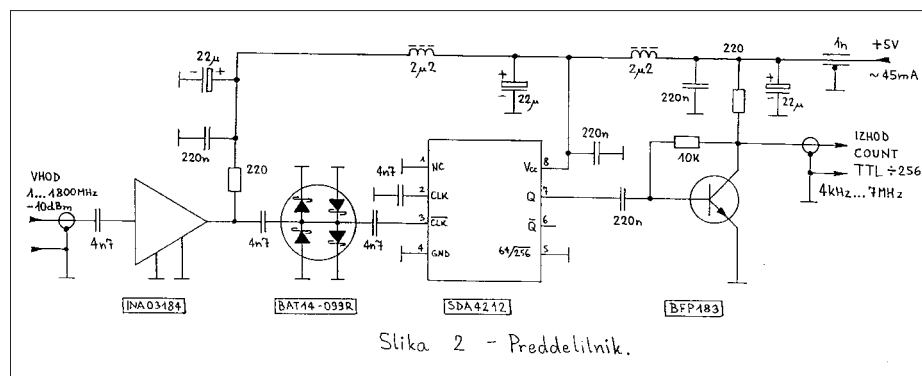 22μ
2μ2
22μ
2μ2
220
1n
+5V
~45mA
220n
22μ
220n
220
220n
VHOD
1...1800MHz
-10dBm
4n7
4n7
4n7
4n7
1 NC
2 CLK
3 CLK
4 GND
Vcc 8
Q 7
Q 6
64/256 5
220n
10k
IZHOD
COUNT
TTL ÷256
4kHz...7MHz
INA03184
BAT14-099R
SDA4212
BFP183
Slika 2 - Preddelilnik.